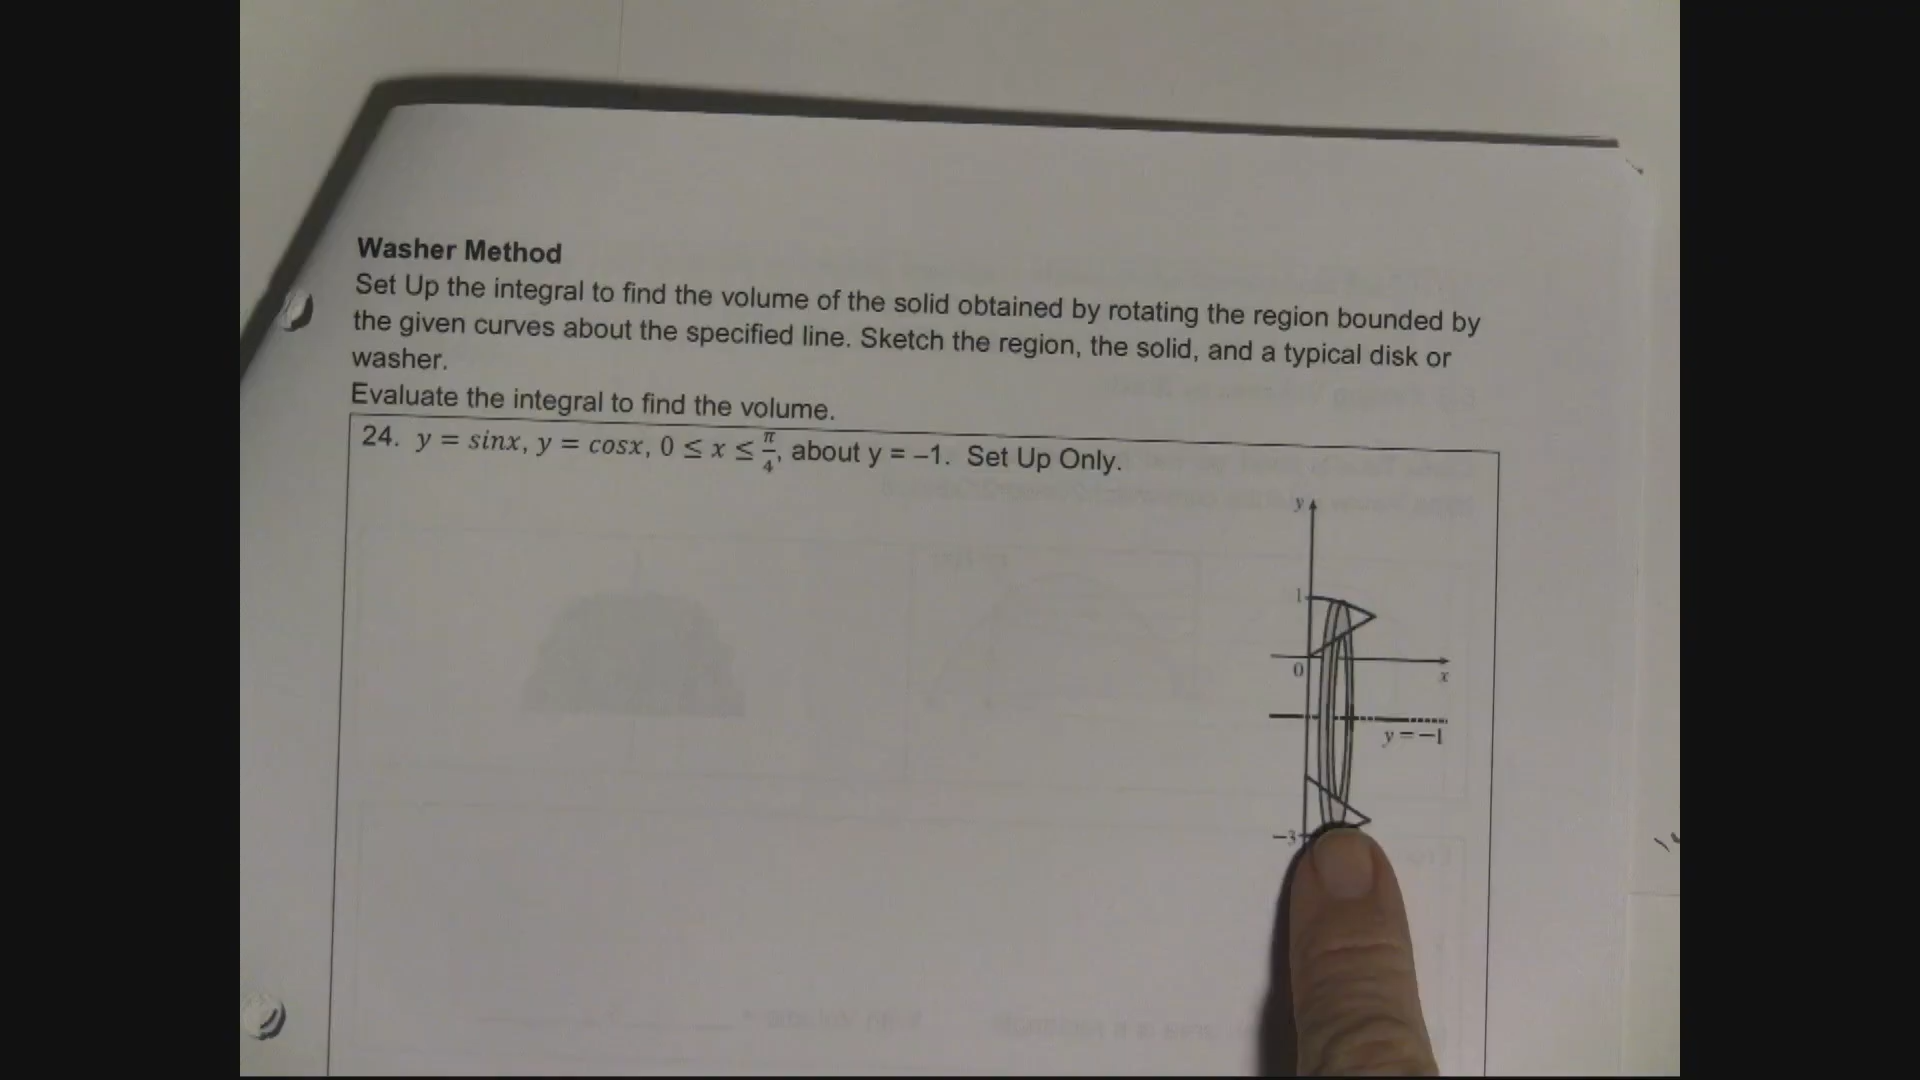 Washer Method
Set Up the integral to find the volume of the solid obtained by rotating the region bounded by
the given curves about the specified line. Sketch the region, the solid, and a typical disk or
washer.
Evaluate the integral to find the volume.
24. y = sinx, y = cosx, 0 ≤ x ≤ π/4, about y = –1. Set Up Only.
y
1
0
x
y = −1
−3